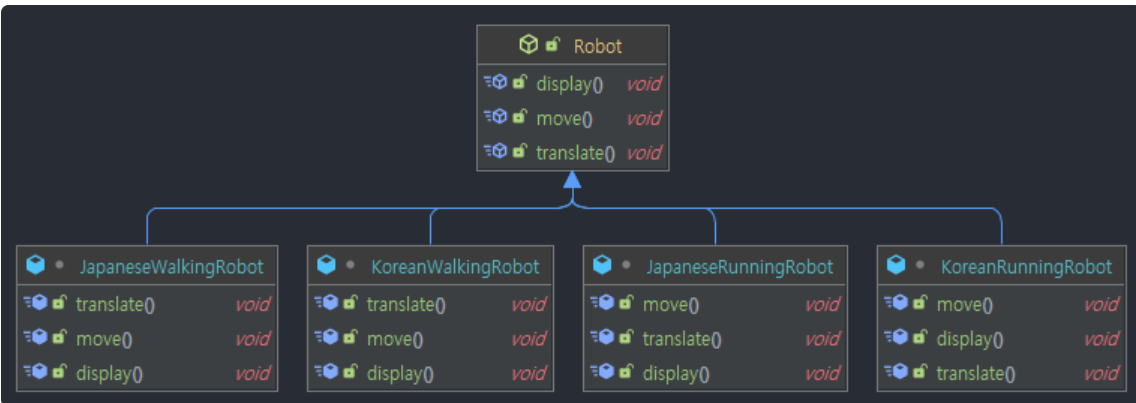 Robot
display() void
move() void
translate() void
JapaneseWalkingRobot
translate() void
move() void
display() void
KoreanWalkingRobot
translate() void
move() void
display() void
JapaneseRunningRobot
move() void
translate() void
display() void
KoreanRunningRobot
move() void
display() void
translate() void